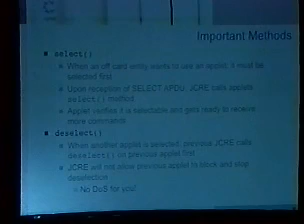 Important Methods
select()
When an off card entity wants to use an applet, it must be
selected first
Upon reception of SELECT APDU, JCRE calls applets
select() method
Applet verifies it is selectable and gets ready to receive
more commands
deselect()
When another applet is selected, previous JCRE calls
deselect() on previous applet first
JCRE will not allow previous applet to block and stop
deselection
No DoS for you!